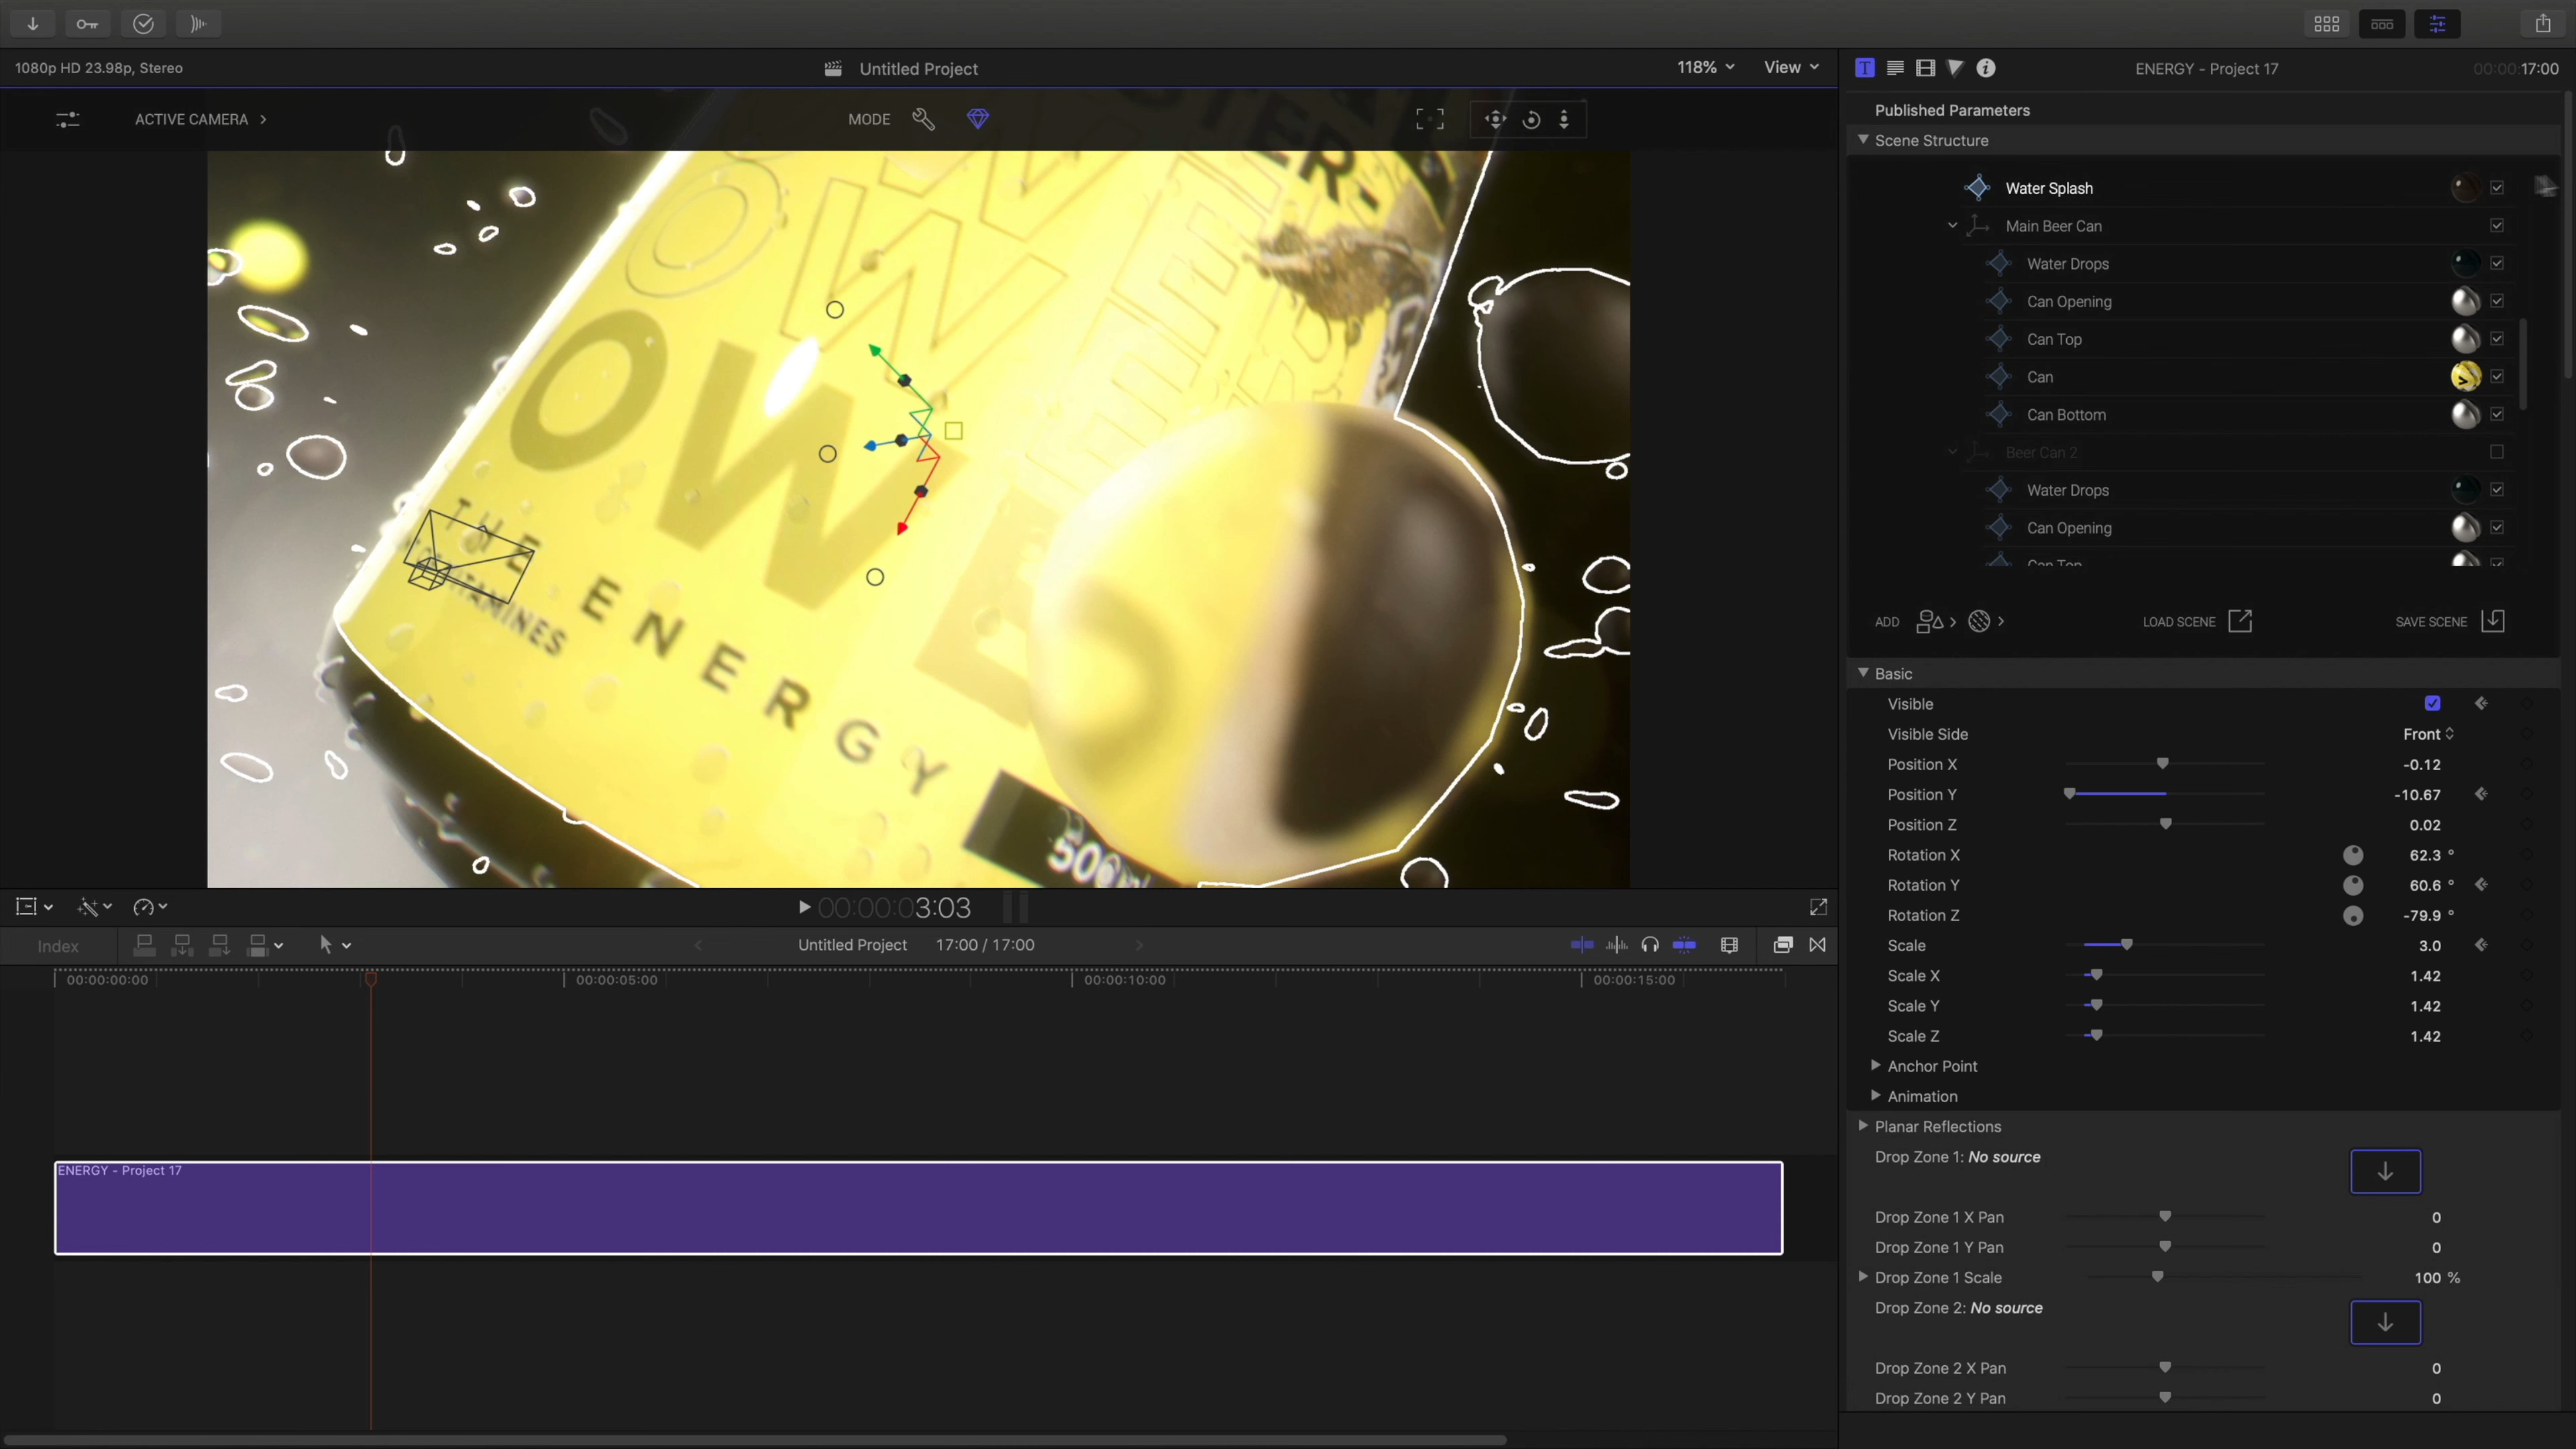 1080p HD 23.98p, Stereo
Untitled Project
118%
View
ENERGY - Project 17
00:00:17:00
ACTIVE CAMERA
MODE
Published Parameters
Scene Structure
Water Splash
Main Beer Can
Water Drops
Can Opening
Can Top
Can
Can Bottom
Beer Can 2
Water Drops
Can Opening
Can Top
ADD
LOAD SCENE
SAVE SCENE
OW
THE ENERGY
VITAMINES
500
Basic
Visible
Visible Side Front
Position X -0.12
Position Y -10.67
Position Z 0.02
Rotation X 62.3 °
Rotation Y 60.6 °
Rotation Z -79.9 °
Scale 3.0
Scale X 1.42
Scale Y 1.42
Scale Z 1.42
Anchor Point
Animation
Planar Reflections
Drop Zone 1: No source
Drop Zone 1 X Pan 0
Drop Zone 1 Y Pan 0
Drop Zone 1 Scale 100 %
Drop Zone 2: No source
Drop Zone 2 X Pan 0
Drop Zone 2 Y Pan 0
00:00:03:03
Index
Untitled Project
17:00 / 17:00
00:00:00:00
00:00:05:00
00:00:10:00
00:00:15:00
ENERGY - Project 17